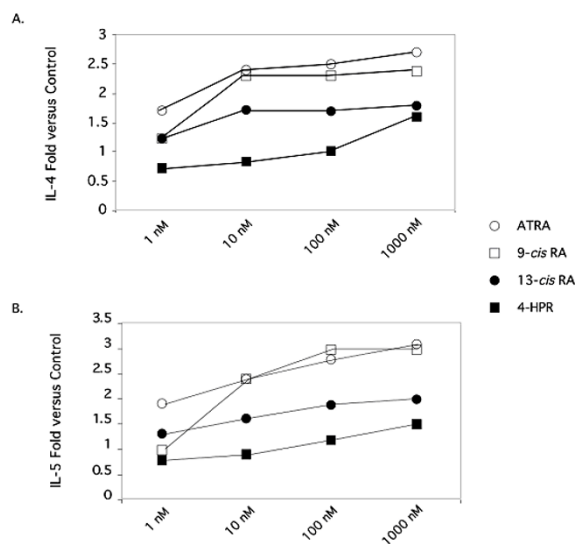 A.
IL-4 Fold versus Control
3
2.5
2
1.5
1
0.5
0
1 nM
10 nM
100 nM
1000 nM
ATRA
9-cis RA
13-cis RA
4-HPR
B.
IL-5 Fold versus Control
3.5
3
2.5
2
1.5
1
0.5
0
1 nM
10 nM
100 nM
1000 nM